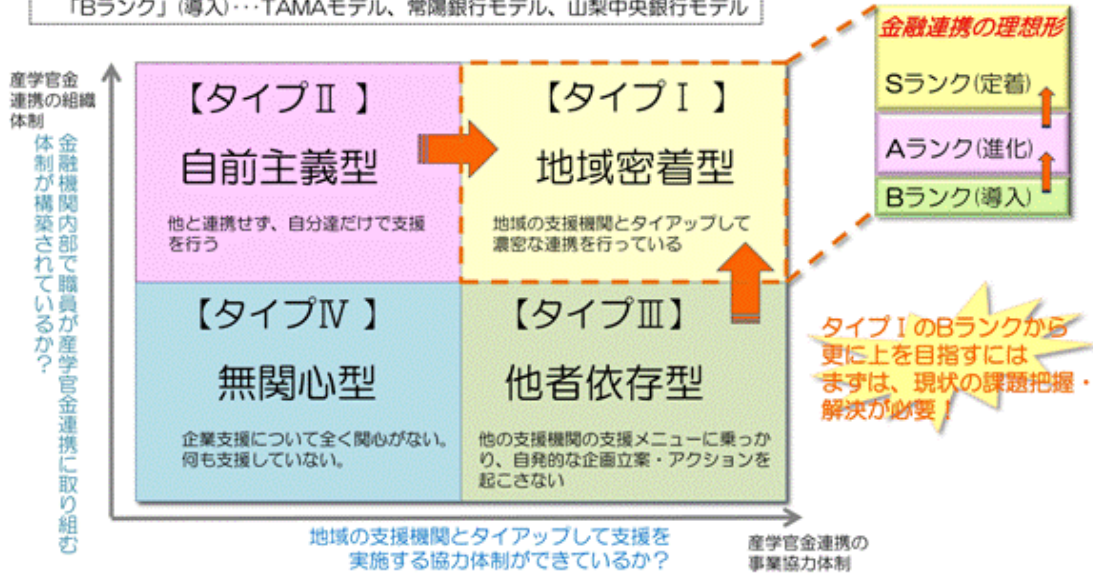 「Bランク」(導入)･･･TAMAモデル、常陽銀行モデル、山梨中央銀行モデル
産学官金
連携の組織
体制
金融機関内部で職員が産学官金連携に取り組む
体制が構築されているか？
【タイプⅡ】
自前主義型
他と連携せず、自分達だけで支援
を行う
【タイプⅠ】
地域密着型
地域の支援機関とタイアップして
濃密な連携を行っている
【タイプⅣ】
無関心型
企業支援について全く関心がない。
何も支援していない。
【タイプⅢ】
他者依存型
他の支援機関の支援メニューに乗っか
り、自発的な企画立案・アクションを
起こさない
金融連携の理想形
Sランク(定着)
Aランク(進化)
Bランク(導入)
タイプⅠのBランクから
更に上を目指すには
まずは、現状の課題把握・
解決が必要！
地域の支援機関とタイアップして支援を
実施する協力体制ができているか？
産学官金連携の
事業協力体制